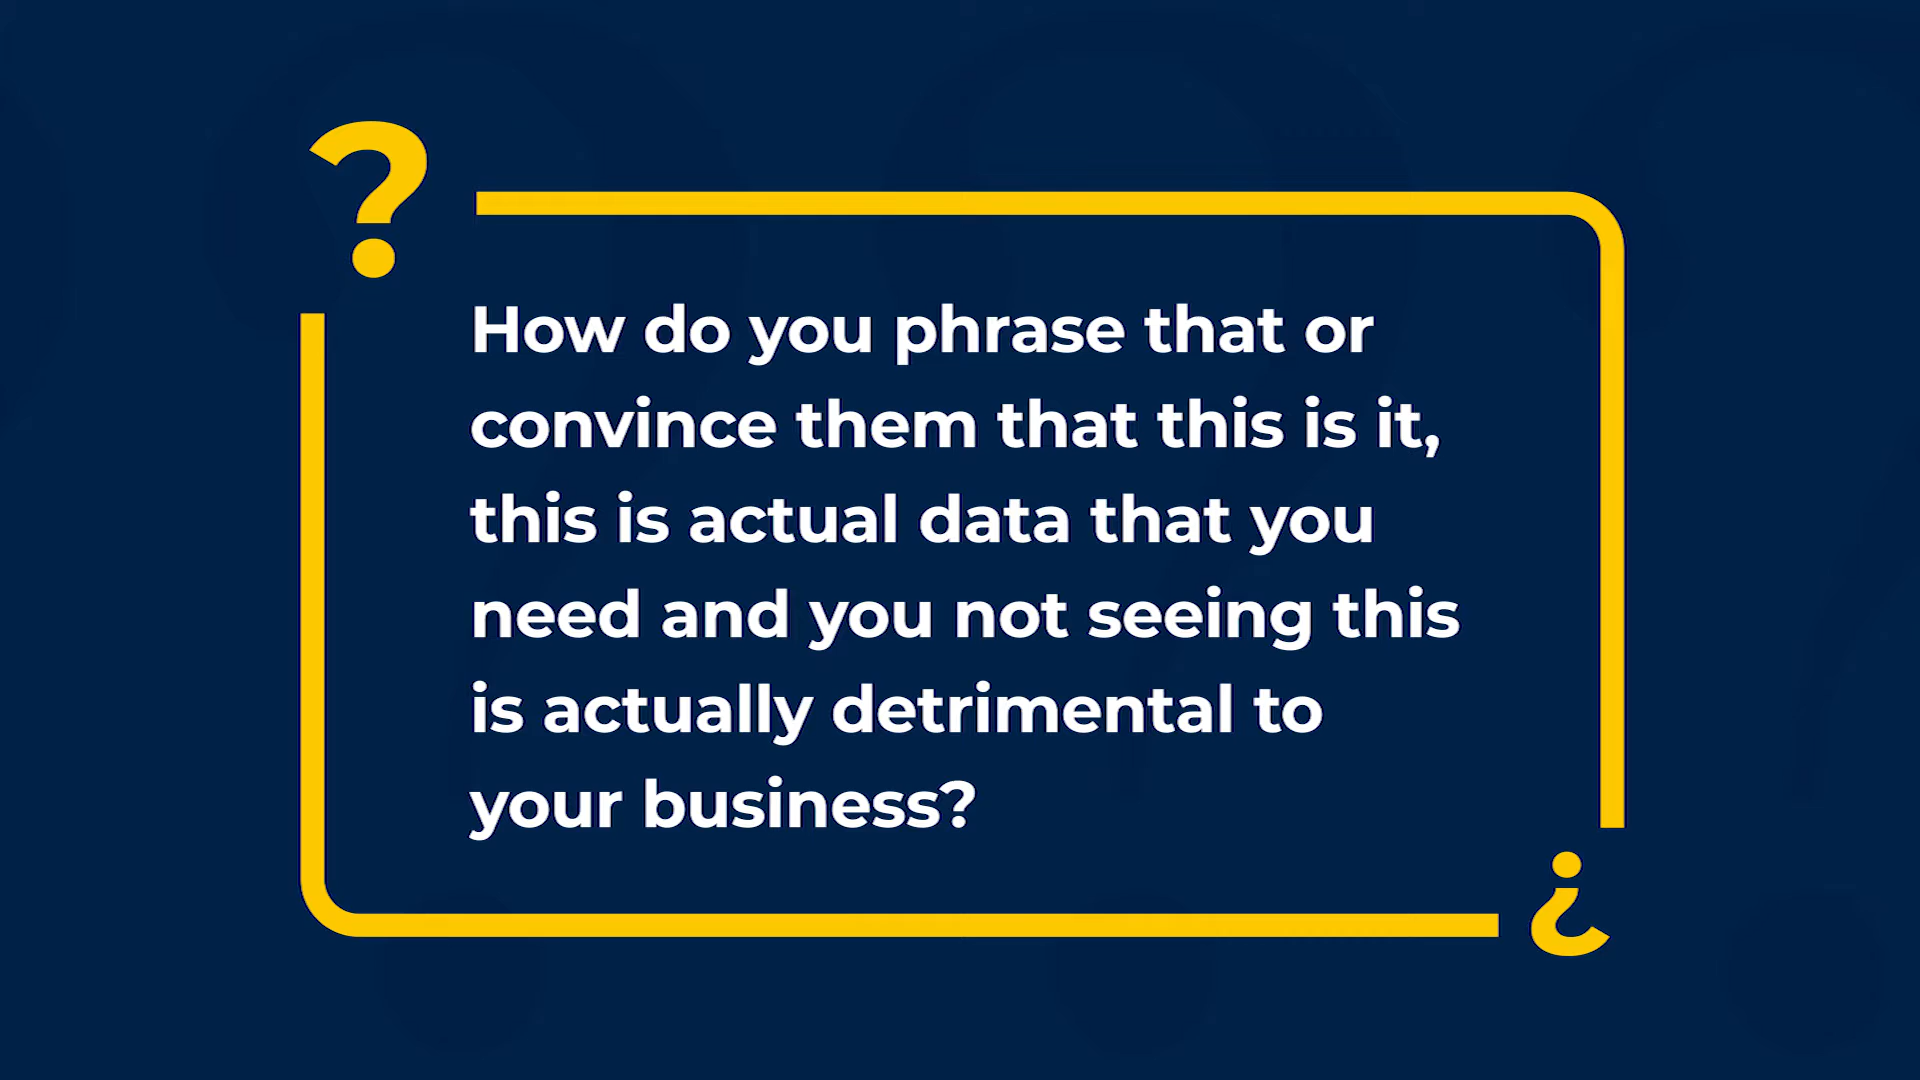 ?
How do you phrase that or
convince them that this is it,
this is actual data that you
need and you not seeing this
is actually detrimental to
your business?
¿